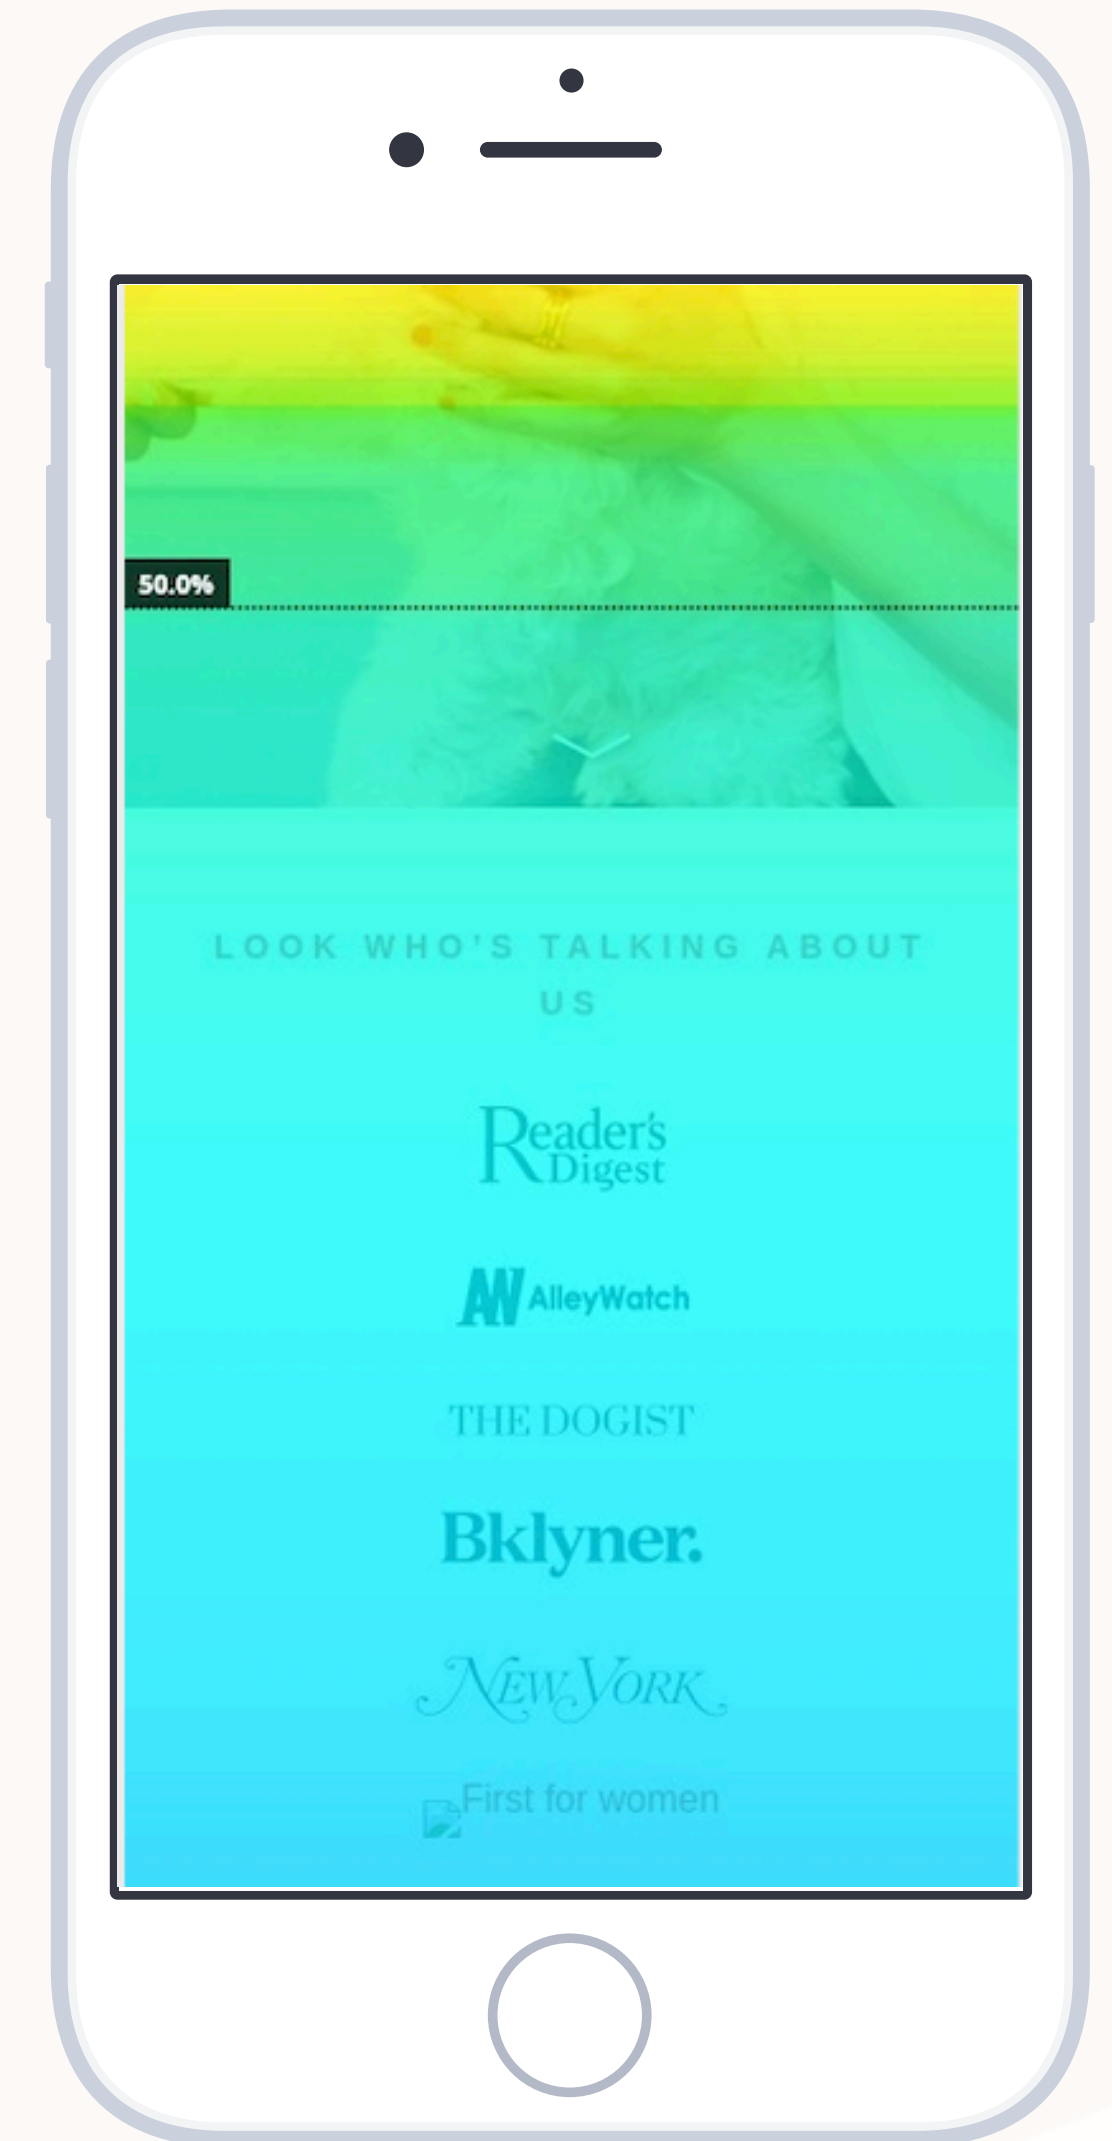 50.0%
LOOK WHO'S TALKING ABOUT
US
Reader's
Digest
AW AlleyWatch
THE DOGIST
Bklyner.
NEW YORK
First for women